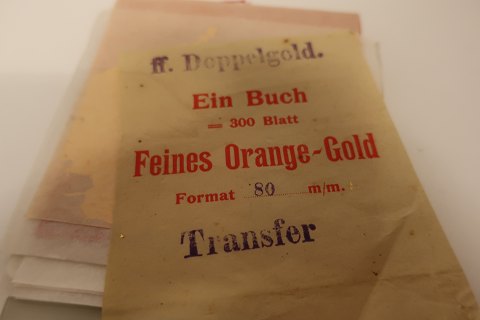 ff. Doppelgold.
Ein Buch
= 300 Blatt
Feines Orange-Gold
Format 80 m/m.
Transfer